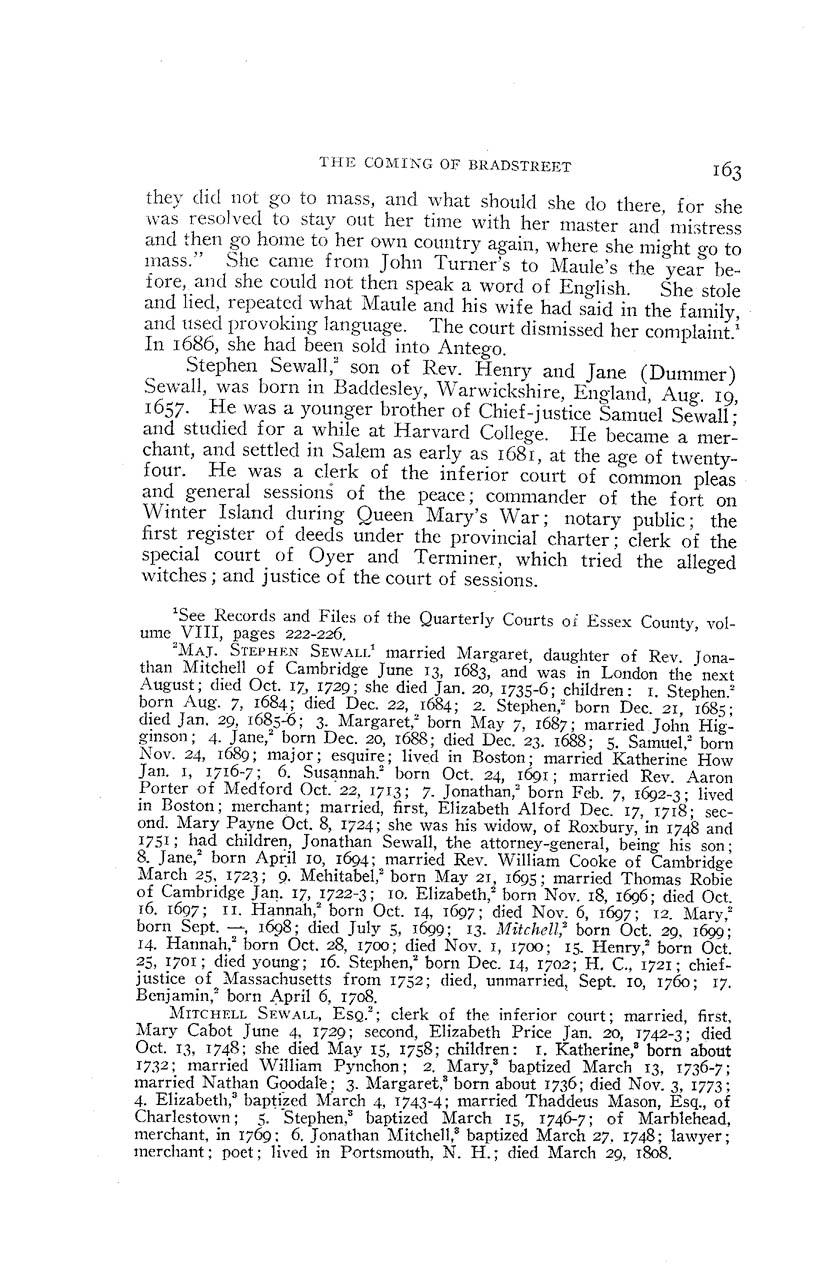 THE COMING OF BRADSTREET 163
they did not go to mass, and what should she do there, for she
was resolved to stay out her time with her master and mistress
and then go home to her own country again, where she might go to
mass." She came from John Turner's to Maule's the year be-
fore, and she could not then speak a word of English. She stole
and lied, repeated what Maule and his wife had said in the family,
and used provoking language. The court dismissed her complaint.¹
In 1686, she had been sold into Antego.
Stephen Sewall,² son of Rev. Henry and Jane (Dummer)
Sewall, was born in Baddesley, Warwickshire, England, Aug. 19,
1657. He was a younger brother of Chief-justice Samuel Sewall;
and studied for a while at Harvard College. He became a mer-
chant, and settled in Salem as early as 1681, at the age of twenty-
four. He was a clerk of the inferior court of common pleas
and general sessions of the peace; commander of the fort on
Winter Island during Queen Mary's War; notary public; the
first register of deeds under the provincial charter; clerk of the
special court of Oyer and Terminer, which tried the alleged
witches; and justice of the court of sessions.
¹See Records and Files of the Quarterly Courts of Essex County, vol-
ume VIII, pages 222-226.
²MAJ. STEPHEN SEWALL¹ married Margaret, daughter of Rev. Jona-
than Mitchell of Cambridge June 13, 1683, and was in London the next
August; died Oct. 17, 1729; she died Jan. 20, 1735-6; children: 1. Stephen.²
born Aug. 7, 1684; died Dec. 22, 1684; 2. Stephen,² born Dec. 21, 1685;
died Jan. 29, 1685-6; 3. Margaret,² born May 7, 1687; married John Hig-
ginson; 4. Jane,² born Dec. 20, 1688; died Dec. 23. 1688; 5. Samuel,² born
Nov. 24, 1689; major; esquire; lived in Boston; married Katherine How
Jan. 1, 1716-7; 6. Susannah.² born Oct. 24, 1691; married Rev. Aaron
Porter of Medford Oct. 22, 1713; 7. Jonathan,² born Feb. 7, 1692-3; lived
in Boston; merchant; married, first, Elizabeth Alford Dec. 17, 1718; sec-
ond. Mary Payne Oct. 8, 1724; she was his widow, of Roxbury, in 1748 and
1751; had children, Jonathan Sewall, the attorney-general, being his son;
8. Jane,² born April 10, 1694; married Rev. William Cooke of Cambridge
March 25, 1723; 9. Mehitabel,² born May 21, 1695; married Thomas Robie
of Cambridge Jan. 17, 1722-3; 10. Elizabeth,² born Nov. 18, 1696; died Oct.
16. 1697; 11. Hannah,² born Oct. 14, 1697; died Nov. 6, 1697; 12. Mary,²
born Sept. —, 1698; died July 5, 1699; 13. Mitchell,² born Oct. 29, 1699;
14. Hannah,² born Oct. 28, 1700; died Nov. 1, 1700; 15. Henry,² born Oct.
25, 1701; died young; 16. Stephen,² born Dec. 14, 1702; H. C., 1721; chief-
justice of Massachusetts from 1752; died, unmarried, Sept. 10, 1760; 17.
Benjamin,² born April 6, 1708.
MITCHELL SEWALL, ESQ.²; clerk of the inferior court; married, first,
Mary Cabot June 4, 1729; second, Elizabeth Price Jan. 20, 1742-3; died
Oct. 13, 1748; she died May 15, 1758; children: 1. Katherine,³ born about
1732; married William Pynchon; 2. Mary,³ baptized March 13, 1736-7;
married Nathan Goodale; 3. Margaret,³ born about 1736; died Nov. 3, 1773;
4. Elizabeth,³ baptized March 4, 1743-4; married Thaddeus Mason, Esq., of
Charlestown; 5. Stephen,³ baptized March 15, 1746-7; of Marblehead,
merchant, in 1769; 6. Jonathan Mitchell,³ baptized March 27, 1748; lawyer;
merchant; poet; lived in Portsmouth, N. H.; died March 29, 1808.